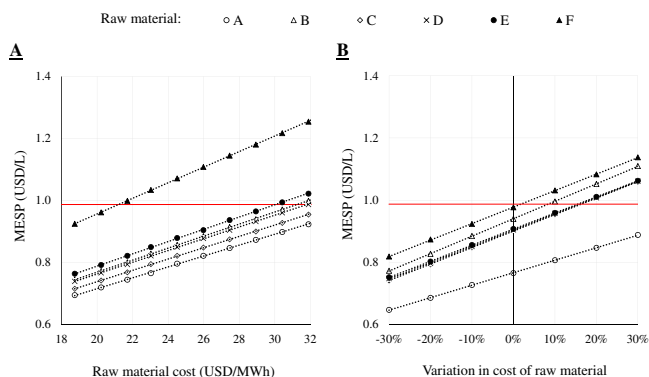 Raw material: A B C D E F
A B
1.4 1.4
1.2 1.2
1.0 1.0
0.8 0.8
0.6 0.6
MESP (USD/L) MESP (USD/L)
18 20 22 24 26 28 30 32 -30% -20% -10% 0% 10% 20% 30%
Raw material cost (USD/MWh) Variation in cost of raw material